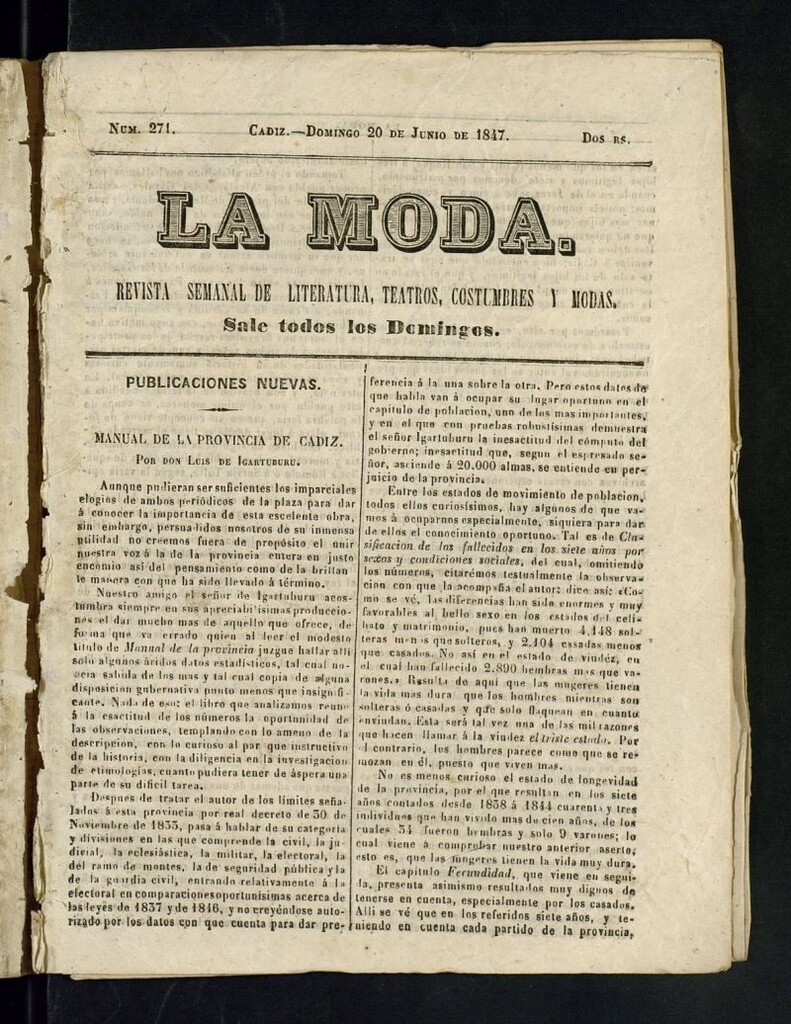 Num. 271.
Cadiz.—Domingo 20 de Junio de 1847.
Dos rs.
LA MODA.
REVISTA SEMANAL DE LITERATURA, TEATROS, COSTUMBRES Y MODAS.
Sale todos los Domingos.
PUBLICACIONES NUEVAS.
MANUAL DE LA PROVINCIA DE CADIZ.
Por don Luis de Igartuburu.
Aunque pudieran ser suficientes los imparciales
elogios de ambos periódicos de la plaza para dar
á conocer la importancia de esta escelente obra,
sin embargo, persuadidos nosotros de su inmensa
utilidad no creemos fuera de propósito el unir
nuestra voz á la de la provincia entera en justo
encomio asi del pensamiento como de la brillan
te manera con que ha sido llevado á término.
Nuestro amigo el señor de Igartuburu acos-
tumbra siempre en sus apreciabilisimas produccio-
nes el dar mucho mas de aquello que ofrece, de
forma que va errado quien al leer el modesto
titulo de Manual de la provincia juzgue hallar alli
solo algunos áridos datos estadísticos, tal cual no-
ticia sabida de los mas y tal cual copia de alguna
disposicion gubernativa punto menos que insignifi-
cante. Nada de eso: el libro que analizamos reune
á la esactitud de los números la oportunidad de
las observaciones, templando con lo ameno de la
descripcion, con lo curioso al par que instructivo
de la historia, con la diligencia en la investigacion
de etimologías, cuanto pudiera tener de áspera una
parte de su dificil tarea.
Despues de tratar el autor de los limites seña-
lados á esta provincia por real decreto de 30 de
Noviembre de 1833, pasa á hablar de su categoría
y divisiones en las que comprende la civil, la ju-
dicial, la eclesiástica, la militar, la electoral, la
del ramo de montes, la de seguridad pública y la
de la guardia civil, entrando relativamente á la
electoral en comparaciones oportunísimas acerca de
las leyes de 1837 y de 1846, y no creyéndose auto-
rizado por los datos con que cuenta para dar pre-
ferencia á la una sobre la otra. Pero estos datos de
que habla van á ocupar su lugar oportuno en el
capitulo de poblacion, uno de los mas importantes,
y en el que con pruebas robustísimas demuestra
el señor Igartuburu la inesactitud del cómputo del
gobierno; inesactitud que, segun el espresado se-
ñor, asciende á 20.000 almas, se entiende en per-
juicio de la provincia.
Entre los estados de movimiento de poblacion,
todos ellos curiosísimos, hay algunos de que va-
mos á ocuparnos especialmente, siquiera para dar
de ellos el conocimiento oportuno. Tal es de Cla-
sificacion de los fallecidos en los siete años por
sexos y condiciones sociales, del cual, omitiendo
los números, citarémos testualmente la observa-
cion con que la acompaña el autor: dice asi: «Co-
mo se vé, las diferencias han sido enormes y muy
favorables al bello sexo en los estados del celi-
bato y matrimonio, pues han muerto 4,148 sol-
teras menos que solteros, y 2.104 casadas menos
que casados. No asi en el estado de viudéz, en
el cual han fallecido 2.890 hembras mas que va-
rones.» Resulta de aqui que las mugeres tienen
la vida mas dura que los hombres mientras son
solteras ó casadas y que solo flaquean en cuanto
enviudan. Esta será tal vez una de las mil razones
que hacen llamar á la viudez el triste estado. Por
el contrario, los hombres parece como que se re-
mozan en él, puesto que viven mas.
No es menos curioso el estado de longevidad
de la provincia, por el que resultan en los siete
años contados desde 1838 á 1844 cuarenta y tres
individuos que han vivido mas de cien años, de los
cuales 34 fueron hembras y solo 9 varones; lo
cual viene á comprobar nuestro anterior aserto,
esto es, que las mugeres tienen la vida muy dura.
El capitulo Fecundidad, que viene en segui-
da, presenta asimismo resultados muy dignos de
tenerse en cuenta, especialmente por los casados.
Alli se vé que en los referidos siete años, y te-
niendo en cuenta cada partido de la provincia,